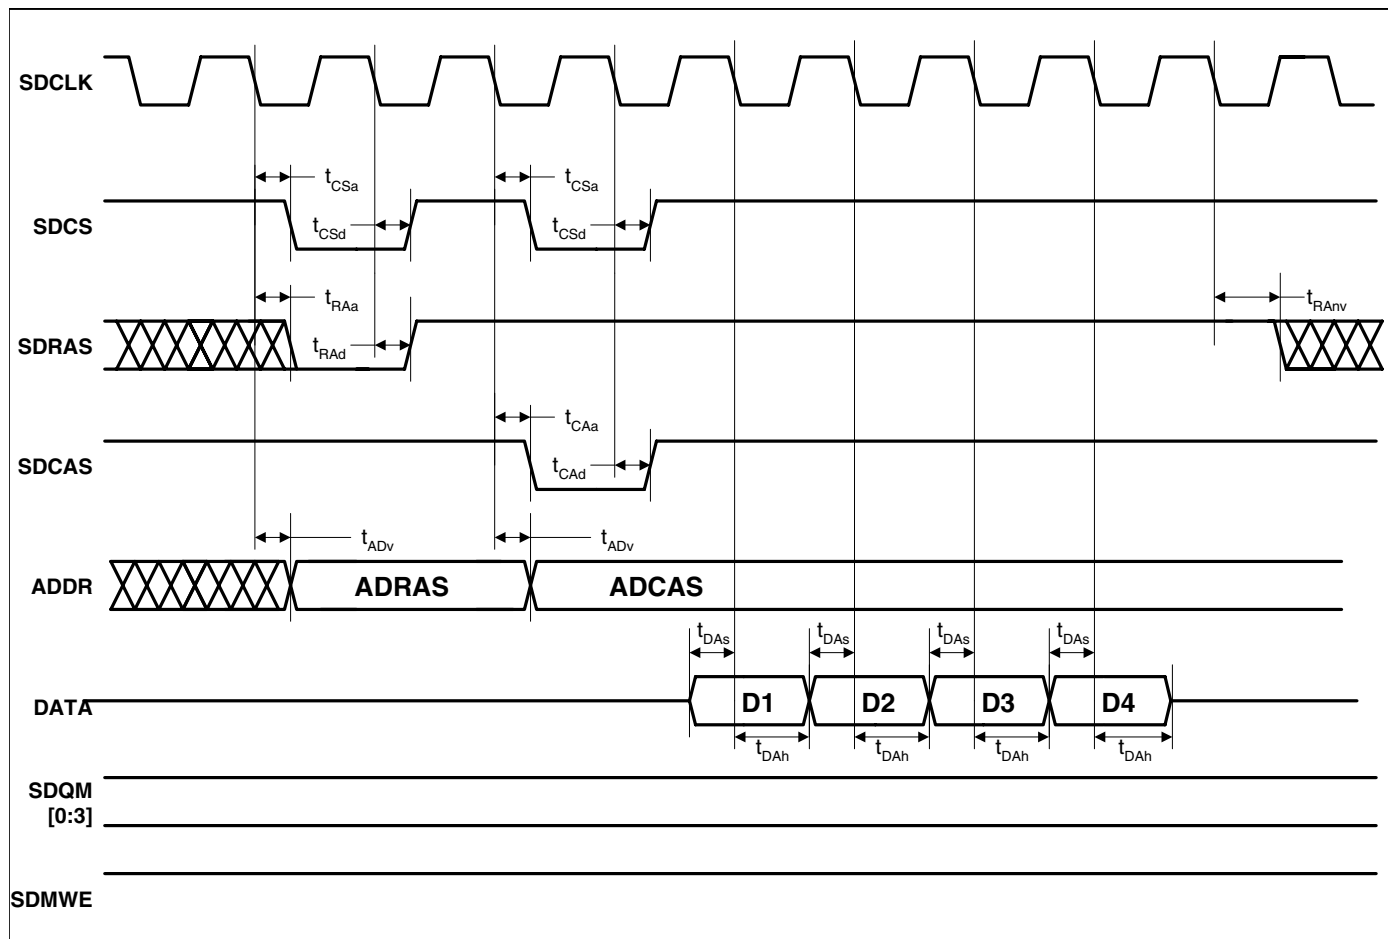 SDCLK
tCSa tCSa
SDCS
tCSd tCSd
tRAa tRAnv
SDRAS
tRAd
tCAa
SDCAS
tCAd
tADv tADv
ADDR ADRAS ADCAS
tDAs tDAs tDAs tDAs
DATA D1 D2 D3 D4
tDAh tDAh tDAh tDAh
SDQM
[0:3]
SDMWE